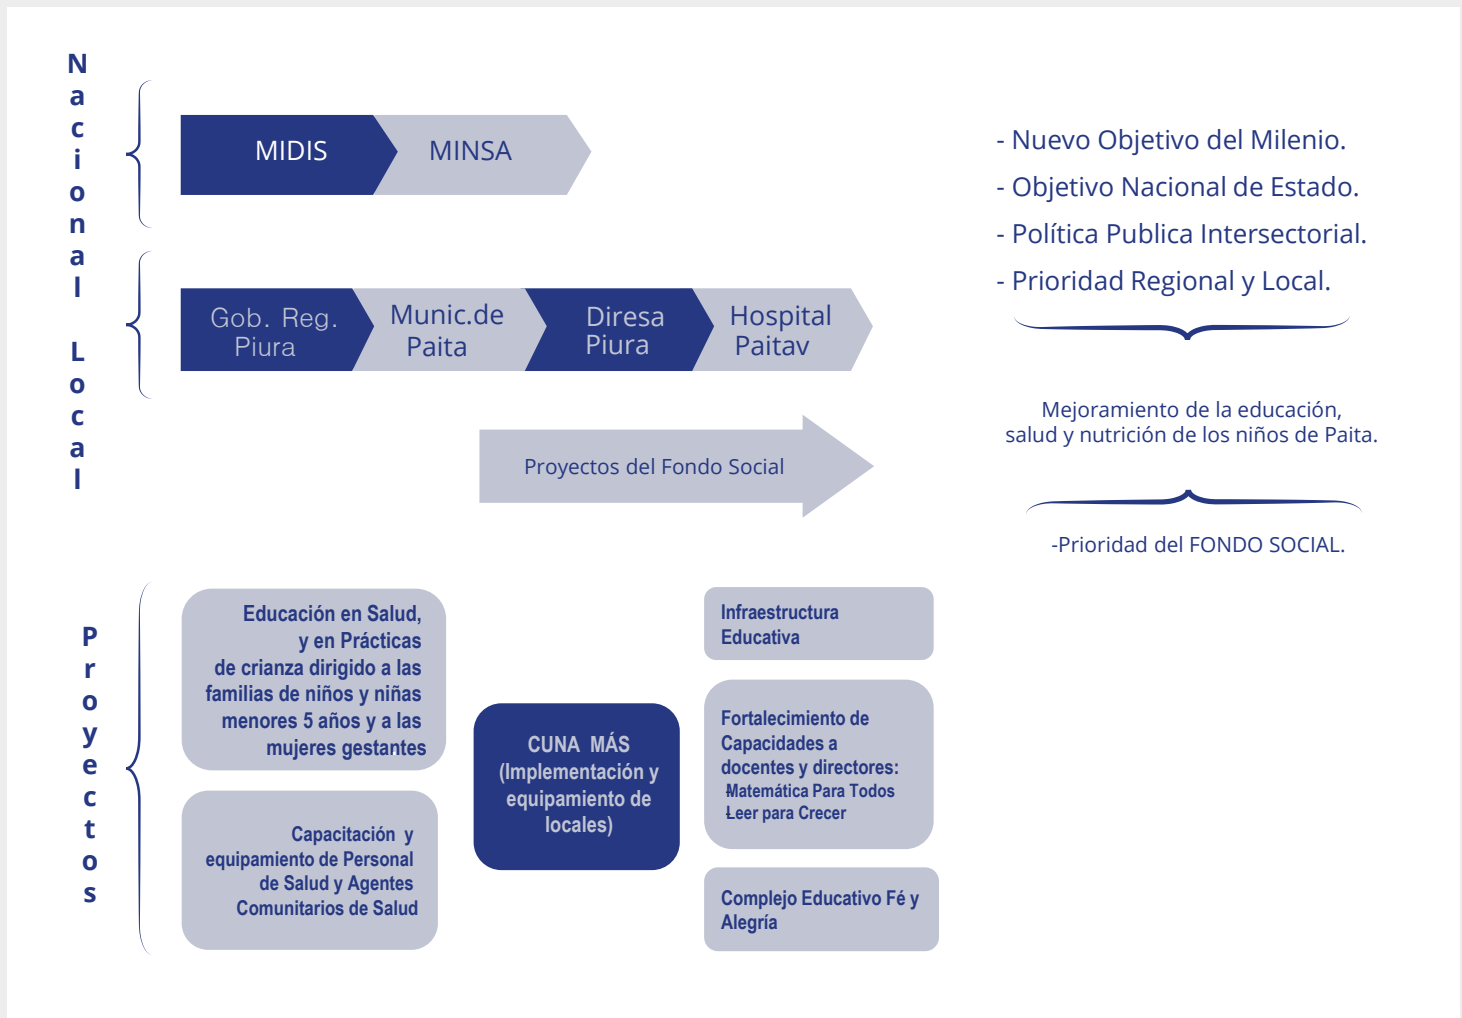 Nacional
MIDIS
MINSA
- Nuevo Objetivo del Milenio.
- Objetivo Nacional de Estado.
- Política Publica Intersectorial.
- Prioridad Regional y Local.
Local
Gob. Reg.
Piura
Munic.de
Paita
Diresa
Piura
Hospital
Paitav
Mejoramiento de la educación,
salud y nutrición de los niños de Paita.
Proyectos del Fondo Social
-Prioridad del FONDO SOCIAL.
Proyectos
Educación en Salud,
y en Prácticas
de crianza dirigido a las
familias de niños y niñas
menores 5 años y a las
mujeres gestantes
Capacitación y
equipamiento de Personal
de Salud y Agentes
Comunitarios de Salud
CUNA MÁS
(Implementación y
equipamiento de
locales)
Infraestructura
Educativa
Fortalecimiento de
Capacidades a
docentes y directores:
-Matemática Para Todos
-Leer para Crecer
Complejo Educativo Fé y
Alegría